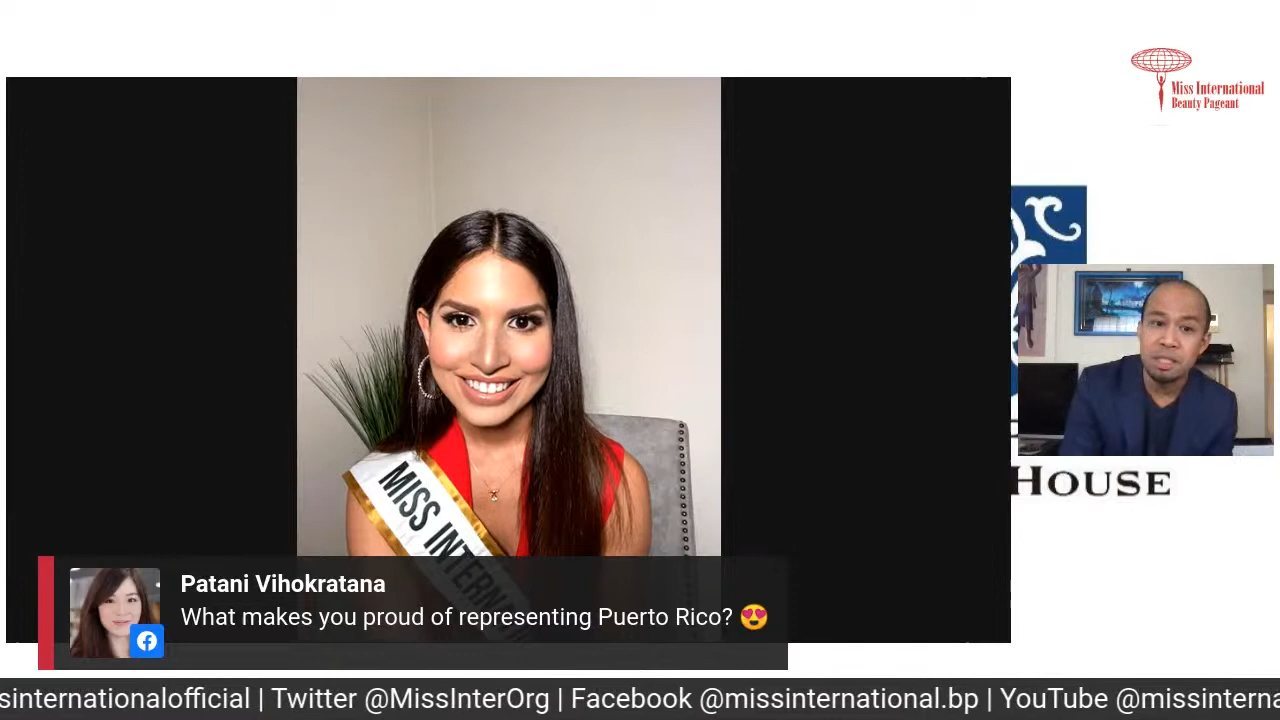 Miss International
Beauty Pageant
HOUSE
MISS INTERN
Patani Vihokratana
What makes you proud of representing Puerto Rico? 😍
sinternationalofficial | Twitter @MissInterOrg | Facebook @missinternational.bp | YouTube @missinterna